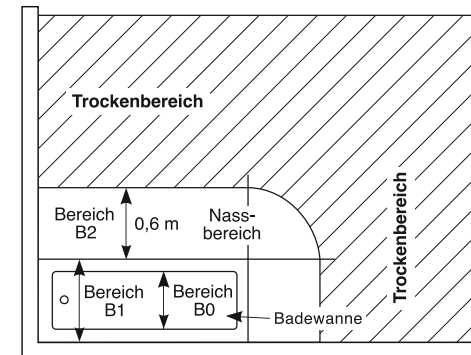 Trockenbereich
Trockenbereich
Bereich
B2
0,6 m
Nass-
bereich
Bereich
B1
Bereich
B0
Badewanne